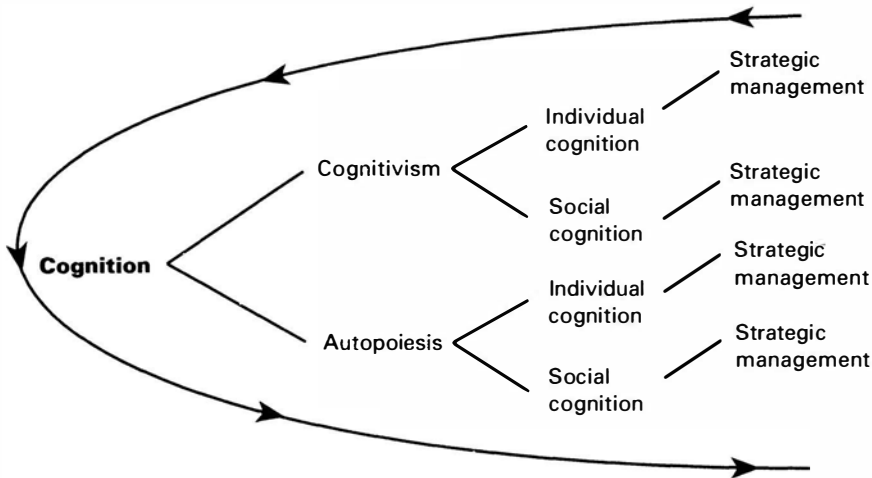 Strategic
management
Individual
cognition
Cognitivism
Strategic
management
Social
cognition
Cognition
Strategic
management
Individual
cognition
Autopoiesis
Strategic
management
Social
cognition